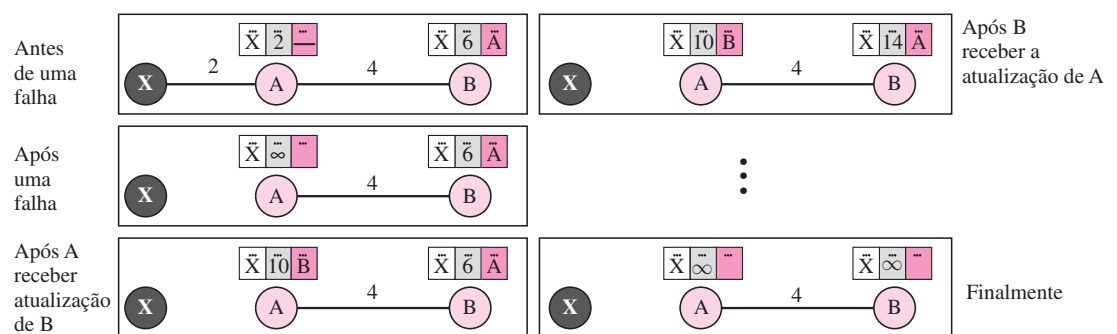 Antes
de uma
falha
X 2 —
X 6 A
2
4
X
A
B
X 10 B
X 14 A
4
X
A
B
Após B
receber a
atualização de A
Após
uma
falha
X ∞
X 6 A
4
X
A
B
Após A
receber
atualização
de B
X 10 B
X 6 A
4
X
A
B
X ∞
X ∞
4
X
A
B
Finalmente